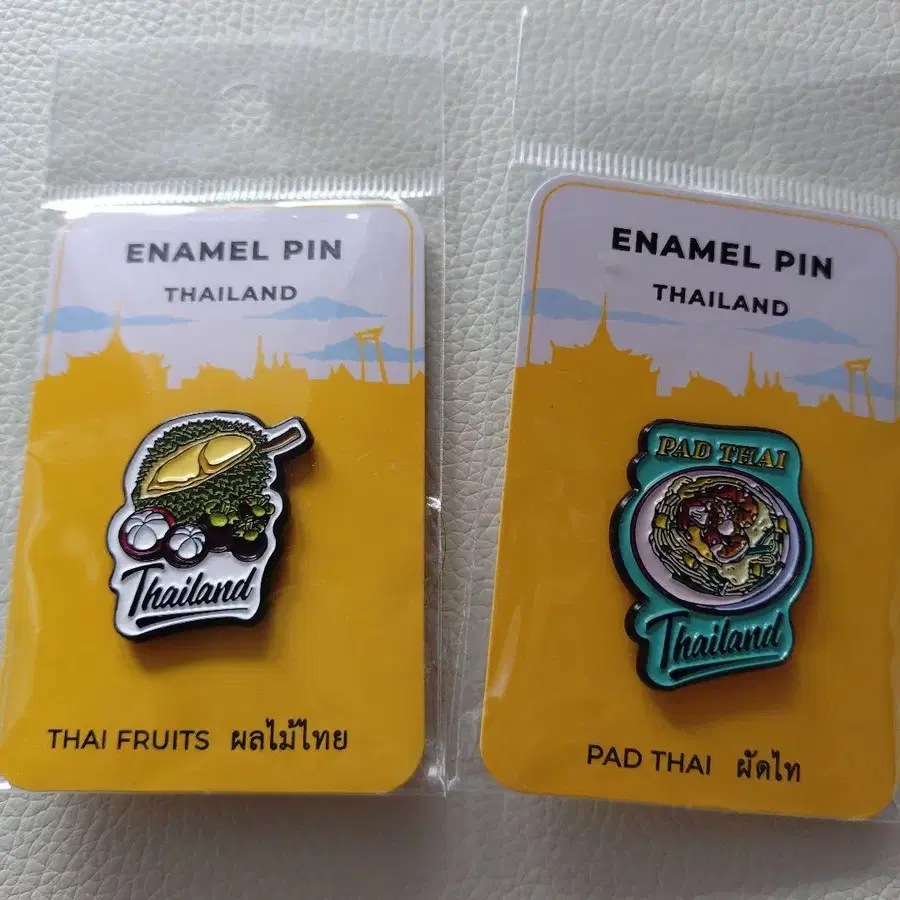 ENAMEL PIN
THAILAND
Thailand
THAI FRUITS ผลไม้ไทย
ENAMEL PIN
THAILAND
PAD THAI
Thailand
PAD THAI ผัดไท